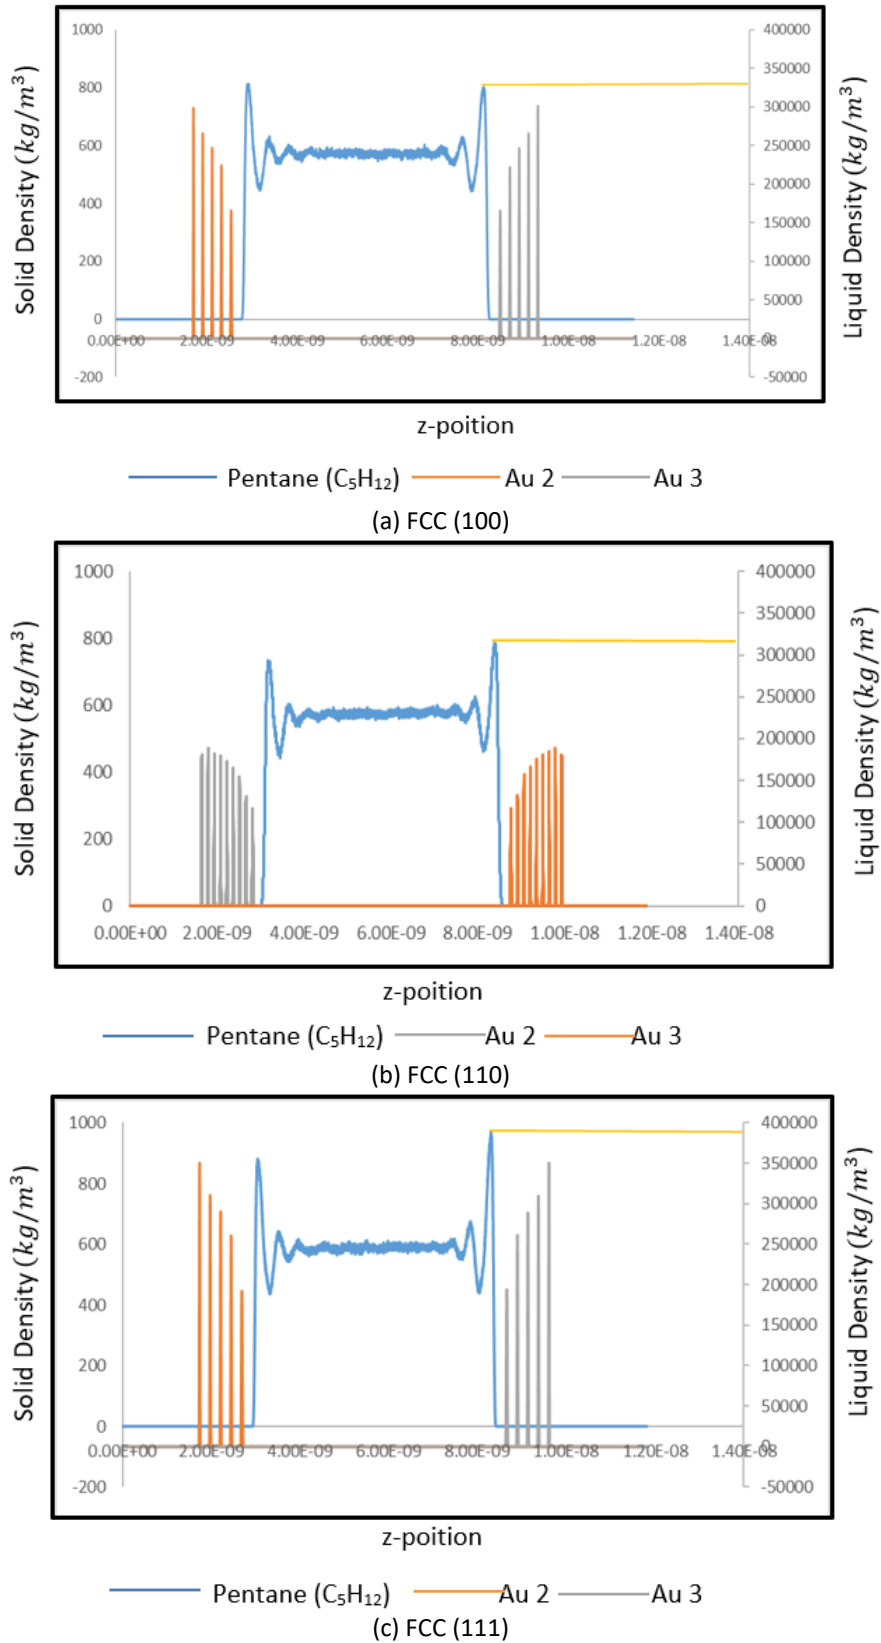 1000
800
600
400
200
0
-200
Solid Density (kg/m³)
400000
350000
300000
250000
200000
150000
100000
50000
0
-50000
Liquid Density (kg/m³)
0.00E+00 2.00E-09 4.00E-09 6.00E-09 8.00E-09 1.00E-08 1.20E-08 1.40E-08
z-poition
Pentane (C₅H₁₂) Au 2 Au 3
(a) FCC (100)
1000
800
600
400
200
0
Solid Density (kg/m³)
400000
350000
300000
250000
200000
150000
100000
50000
0
Liquid Density (kg/m³)
0.00E+00 2.00E-09 4.00E-09 6.00E-09 8.00E-09 1.00E-08 1.20E-08 1.40E-08
z-poition
Pentane (C₅H₁₂) Au 2 Au 3
(b) FCC (110)
1000
800
600
400
200
0
-200
Solid Density (kg/m³)
400000
350000
300000
250000
200000
150000
100000
50000
0
-50000
Liquid Density (kg/m³)
0.00E+00 2.00E-09 4.00E-09 6.00E-09 8.00E-09 1.00E-08 1.20E-08 1.40E-08
z-poition
Pentane (C₅H₁₂) Au 2 Au 3
(c) FCC (111)